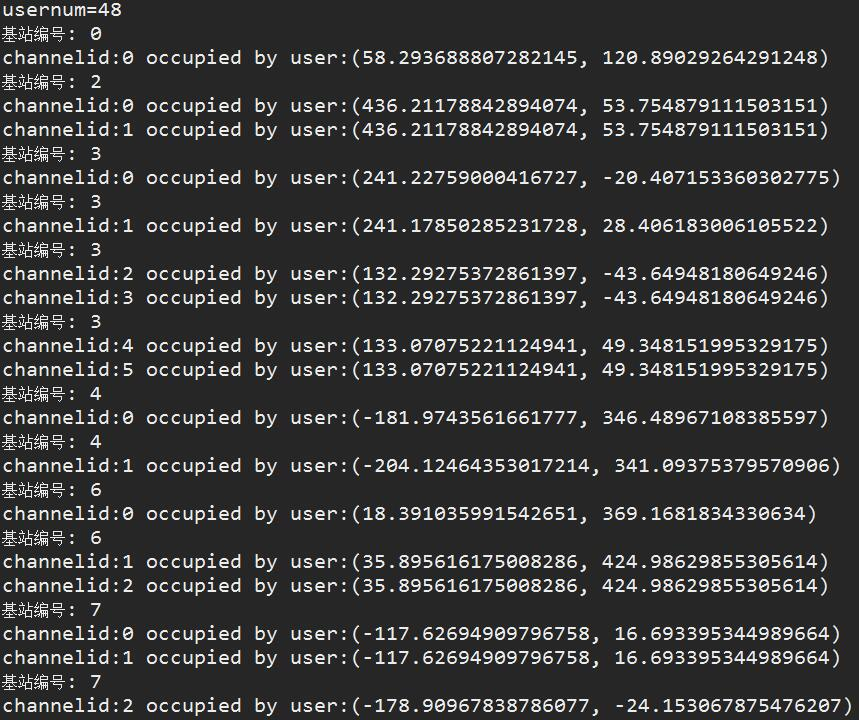 usernum=48
基站编号: 0
channelid:0 occupied by user:(58.293688807282145, 120.89029264291248)
基站编号: 2
channelid:0 occupied by user:(436.21178842894074, 53.754879111503151)
channelid:1 occupied by user:(436.21178842894074, 53.754879111503151)
基站编号: 3
channelid:0 occupied by user:(241.22759000416727, -20.407153360302775)
基站编号: 3
channelid:1 occupied by user:(241.17850285231728, 28.406183006105522)
基站编号: 3
channelid:2 occupied by user:(132.29275372861397, -43.64948180649246)
channelid:3 occupied by user:(132.29275372861397, -43.64948180649246)
基站编号: 3
channelid:4 occupied by user:(133.07075221124941, 49.348151995329175)
channelid:5 occupied by user:(133.07075221124941, 49.348151995329175)
基站编号: 4
channelid:0 occupied by user:(-181.9743561661777, 346.48967108385597)
基站编号: 4
channelid:1 occupied by user:(-204.12464353017214, 341.09375379570906)
基站编号: 6
channelid:0 occupied by user:(18.391035991542651, 369.1681834330634)
基站编号: 6
channelid:1 occupied by user:(35.895616175008286, 424.98629855305614)
channelid:2 occupied by user:(35.895616175008286, 424.98629855305614)
基站编号: 7
channelid:0 occupied by user:(-117.62694909796758, 16.693395344989664)
channelid:1 occupied by user:(-117.62694909796758, 16.693395344989664)
基站编号: 7
channelid:2 occupied by user:(-178.90967838786077, -24.153067875476207)